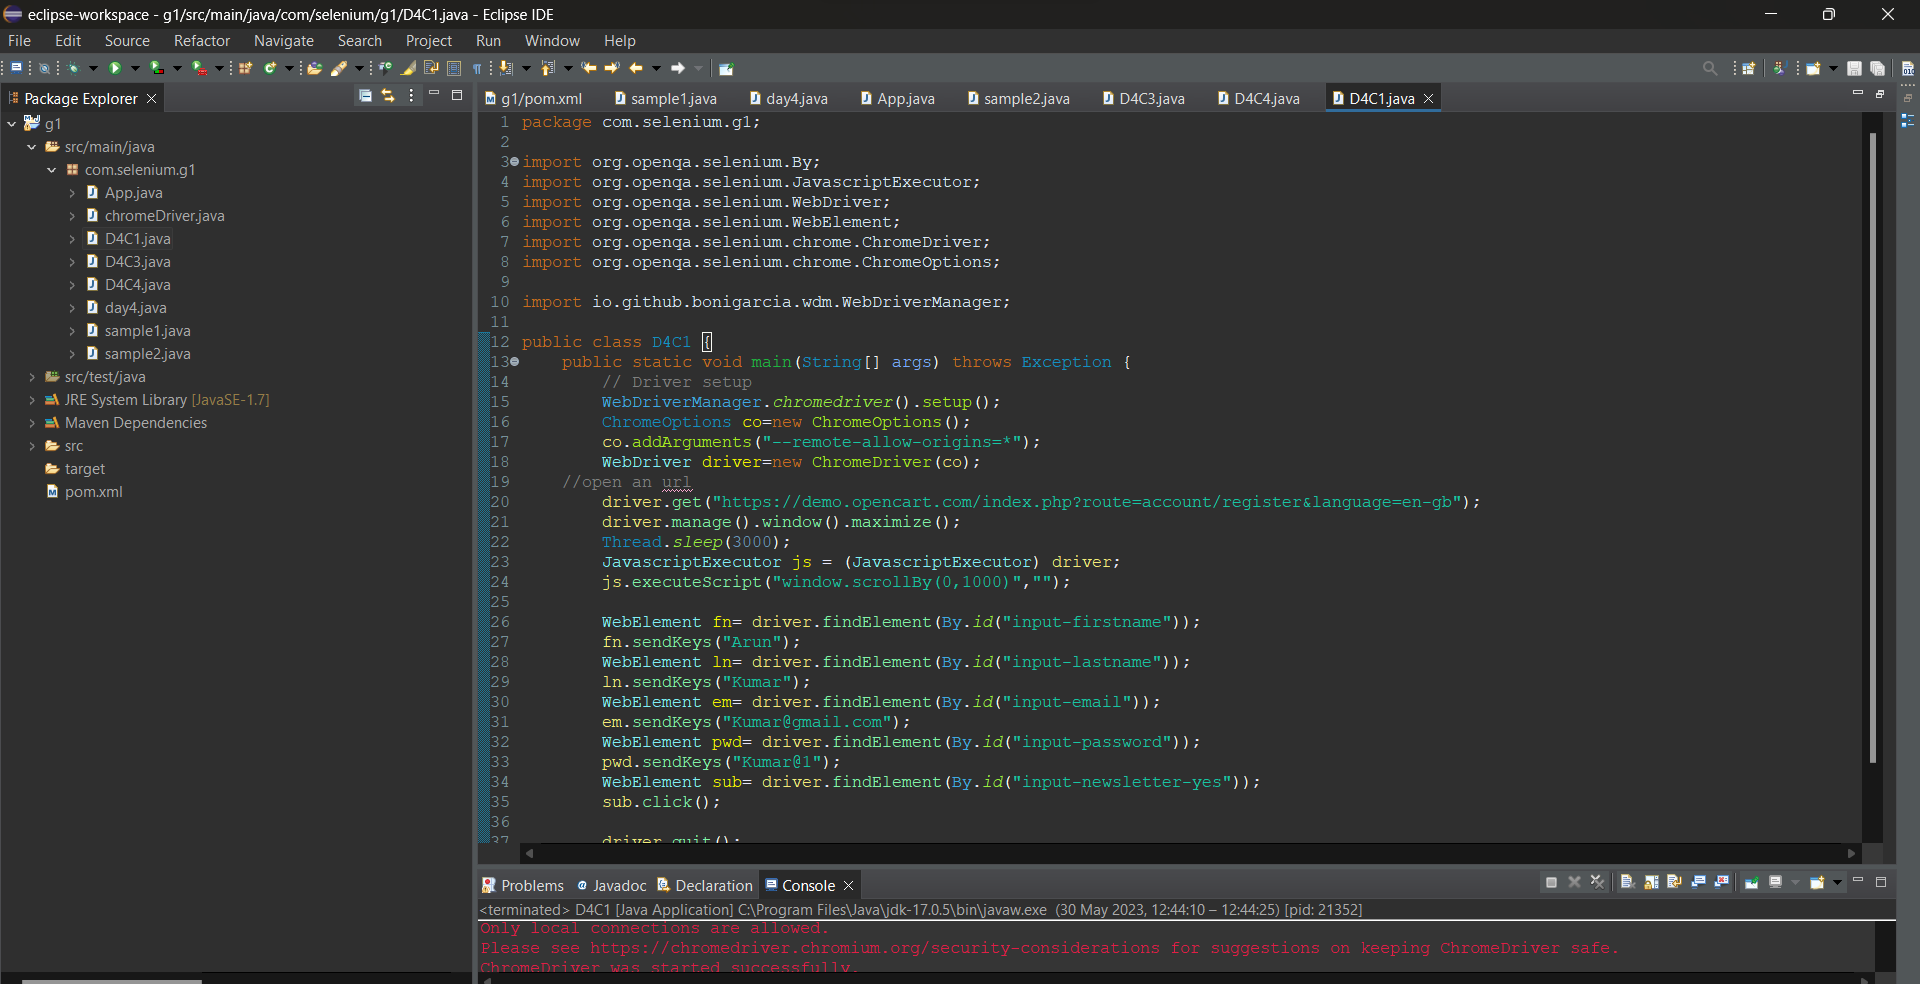 eclipse-workspace - g1/src/main/java/com/selenium/g1/D4C1.java - Eclipse IDE
File Edit Source Refactor Navigate Search Project Run Window Help
Package Explorer
g1
src/main/java
com.selenium.g1
App.java
chromeDriver.java
D4C1.java
D4C3.java
D4C4.java
day4.java
sample1.java
sample2.java
src/test/java
JRE System Library [JavaSE-1.7]
Maven Dependencies
src
target
pom.xml
g1/pom.xml sample1.java day4.java App.java sample2.java D4C3.java D4C4.java D4C1.java
1 package com.selenium.g1;
2
3 import org.openqa.selenium.By;
4 import org.openqa.selenium.JavascriptExecutor;
5 import org.openqa.selenium.WebDriver;
6 import org.openqa.selenium.WebElement;
7 import org.openqa.selenium.chrome.ChromeDriver;
8 import org.openqa.selenium.chrome.ChromeOptions;
9
10 import io.github.bonigarcia.wdm.WebDriverManager;
11
12 public class D4C1 {
13 public static void main(String[] args) throws Exception {
14 // Driver setup
15 WebDriverManager.chromedriver().setup();
16 ChromeOptions co=new ChromeOptions();
17 co.addArguments("--remote-allow-origins=*");
18 WebDriver driver=new ChromeDriver(co);
19 //open an url
20 driver.get("https://demo.opencart.com/index.php?route=account/register&language=en-gb");
21 driver.manage().window().maximize();
22 Thread.sleep(3000);
23 JavascriptExecutor js = (JavascriptExecutor) driver;
24 js.executeScript("window.scrollBy(0,1000)","");
25
26 WebElement fn= driver.findElement(By.id("input-firstname"));
27 fn.sendKeys("Arun");
28 WebElement ln= driver.findElement(By.id("input-lastname"));
29 ln.sendKeys("Kumar");
30 WebElement em= driver.findElement(By.id("input-email"));
31 em.sendKeys("Kumar@gmail.com");
32 WebElement pwd= driver.findElement(By.id("input-password"));
33 pwd.sendKeys("Kumar@1");
34 WebElement sub= driver.findElement(By.id("input-newsletter-yes"));
35 sub.click();
36
37 driver.quit();
Problems Javadoc Declaration Console
<terminated> D4C1 [Java Application] C:\Program Files\Java\jdk-17.0.5\bin\javaw.exe (30 May 2023, 12:44:10 – 12:44:25) [pid: 21352]
Only local connections are allowed.
Please see https://chromedriver.chromium.org/security-considerations for suggestions on keeping ChromeDriver safe.
ChromeDriver was started successfully.